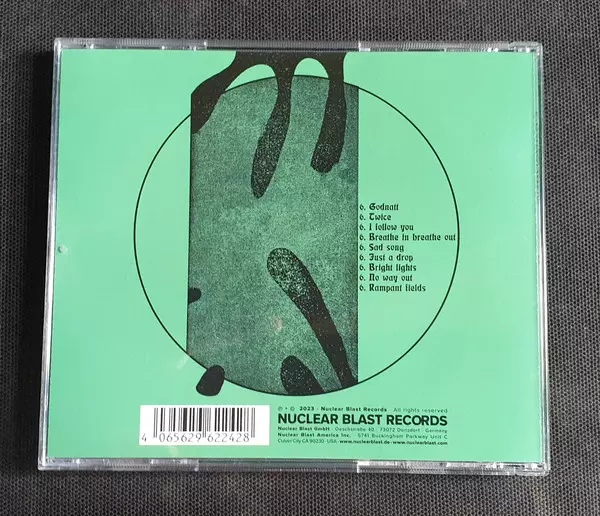 6. Godnatt
6. Twice
6. I follow you
6. Breathe in breathe out
6. Sad song
6. Just a drop
6. Bright lights
6. No way out
6. Rampant fields
℗ + © 2023 · Nuclear Blast Records · All rights reserved
NUCLEAR BLAST RECORDS
Nuclear Blast GmbH · Oeschstraße 40 · 73072 Donzdorf · Germany
Nuclear Blast America Inc. · 5741 Buckingham Parkway Unit C
Culver City CA 90230 · USA · www.nuclearblast.de · www.nuclearblast.com
4 065629 622428